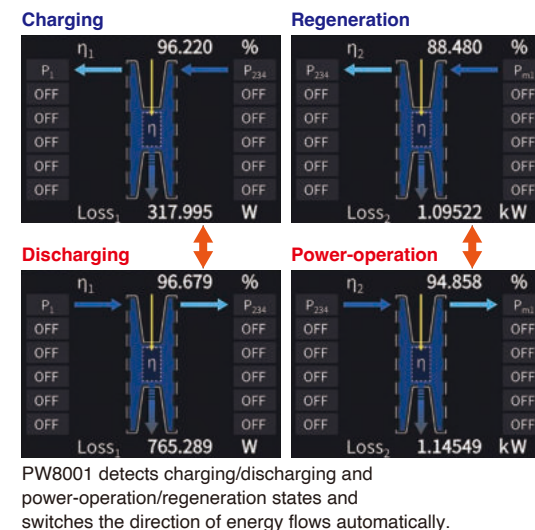 Charging
η1 96.220 %
P1 P234
OFF OFF
OFF OFF
OFF OFF
OFF OFF
OFF OFF
η
Loss1 317.995 W
Regeneration
η2 88.480 %
P234 Pm1
OFF OFF
OFF OFF
OFF OFF
OFF OFF
OFF OFF
η
Loss2 1.09522 kW
Discharging
η1 96.679 %
P1 P234
OFF OFF
OFF OFF
OFF OFF
OFF OFF
OFF OFF
η
Loss1 765.289 W
Power-operation
η2 94.858 %
P234 Pm1
OFF OFF
OFF OFF
OFF OFF
OFF OFF
OFF OFF
η
Loss2 1.14549 kW
PW8001 detects charging/discharging and
power-operation/regeneration states and
switches the direction of energy flows automatically.